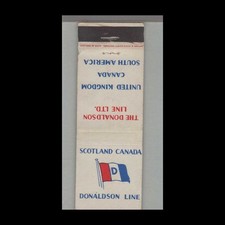 SOUTH AMERICA
CANADA
UNITED KINGDOM
THE DONALDSON
LINE LTD.
SCOTLAND CANADA
D
DONALDSON LINE